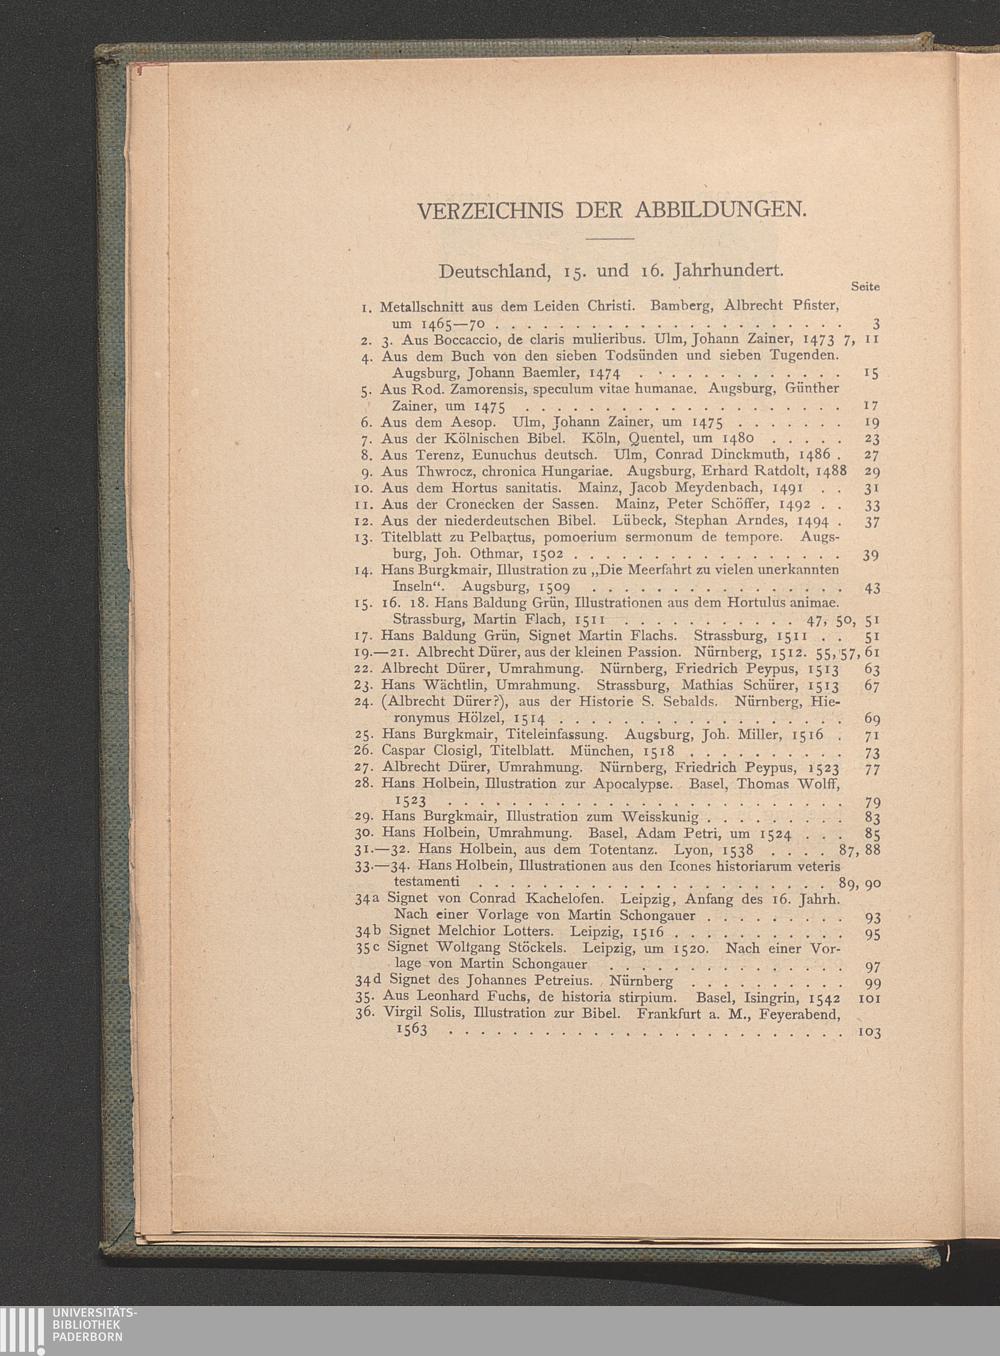 VERZEICHNIS DER ABBILDUNGEN.
Deutschland, 15. und 16. Jahrhundert.
Seite
1. Metallschnitt aus dem Leiden Christi. Bamberg, Albrecht Pfister,
um 1465—70 . . . . . . . . . . . . . . . . . . . . . . 3
2. 3. Aus Boccaccio, de claris mulieribus. Ulm, Johann Zainer, 1473 7, 11
4. Aus dem Buch von den sieben Todsünden und sieben Tugenden.
Augsburg, Johann Baemler, 1474 . . . . . . . . . . . . . 15
5. Aus Rod. Zamorensis, speculum vitae humanae. Augsburg, Günther
Zainer, um 1475 . . . . . . . . . . . . . . . . . . . . 17
6. Aus dem Aesop. Ulm, Johann Zainer, um 1475 . . . . . . . 19
7. Aus der Kölnischen Bibel. Köln, Quentel, um 1480 . . . . . 23
8. Aus Terenz, Eunuchus deutsch. Ulm, Conrad Dinckmuth, 1486 . 27
9. Aus Thwrocz, chronica Hungariae. Augsburg, Erhard Ratdolt, 1488 29
10. Aus dem Hortus sanitatis. Mainz, Jacob Meydenbach, 1491 . . 31
11. Aus der Cronecken der Sassen. Mainz, Peter Schöffer, 1492 . . 33
12. Aus der niederdeutschen Bibel. Lübeck, Stephan Arndes, 1494 . 37
13. Titelblatt zu Pelbartus, pomoerium sermonum de tempore. Augs-
burg, Joh. Othmar, 1502 . . . . . . . . . . . . . . . . . 39
14. Hans Burgkmair, Illustration zu „Die Meerfahrt zu vielen unerkannten
Inseln“. Augsburg, 1509 . . . . . . . . . . . . . . . . 43
15. 16. 18. Hans Baldung Grün, Illustrationen aus dem Hortulus animae.
Strassburg, Martin Flach, 1511 . . . . . . . . . . . 47, 50, 51
17. Hans Baldung Grün, Signet Martin Flachs. Strassburg, 1511 . . 51
19.—21. Albrecht Dürer, aus der kleinen Passion. Nürnberg, 1512. 55, 57, 61
22. Albrecht Dürer, Umrahmung. Nürnberg, Friedrich Peypus, 1513 63
23. Hans Wächtlin, Umrahmung. Strassburg, Mathias Schürer, 1513 67
24. (Albrecht Dürer?), aus der Historie S. Sebalds. Nürnberg, Hie-
ronymus Hölzel, 1514 . . . . . . . . . . . . . . . . . . 69
25. Hans Burgkmair, Titeleinfassung. Augsburg, Joh. Miller, 1516 . 71
26. Caspar Closigl, Titelblatt. München, 1518 . . . . . . . . . . 73
27. Albrecht Dürer, Umrahmung. Nürnberg, Friedrich Peypus, 1523 77
28. Hans Holbein, Illustration zur Apocalypse. Basel, Thomas Wolff,
1523 . . . . . . . . . . . . . . . . . . . . . . . . . 79
29. Hans Burgkmair, Illustration zum Weisskunig . . . . . . . . . 83
30. Hans Holbein, Umrahmung. Basel, Adam Petri, um 1524 . . . 85
31.—32. Hans Holbein, aus dem Totentanz. Lyon, 1538 . . . . 87, 88
33.—34. Hans Holbein, Illustrationen aus den Icones historiarum veteris
testamenti . . . . . . . . . . . . . . . . . . . . . . 89, 90
34a Signet von Conrad Kachelofen. Leipzig, Anfang des 16. Jahrh.
Nach einer Vorlage von Martin Schongauer . . . . . . . . . 93
34b Signet Melchior Lotters. Leipzig, 1516 . . . . . . . . . . . 95
35c Signet Wolfgang Stöckels. Leipzig, um 1520. Nach einer Vor-
lage von Martin Schongauer . . . . . . . . . . . . . . . 97
34d Signet des Johannes Petreius. Nürnberg . . . . . . . . . . 99
35. Aus Leonhard Fuchs, de historia stirpium. Basel, Isingrin, 1542 101
36. Virgil Solis, Illustration zur Bibel. Frankfurt a. M., Feyerabend,
1563 . . . . . . . . . . . . . . . . . . . . . . . . . 103
UNIVERSITÄTS-
BIBLIOTHEK
PADERBORN